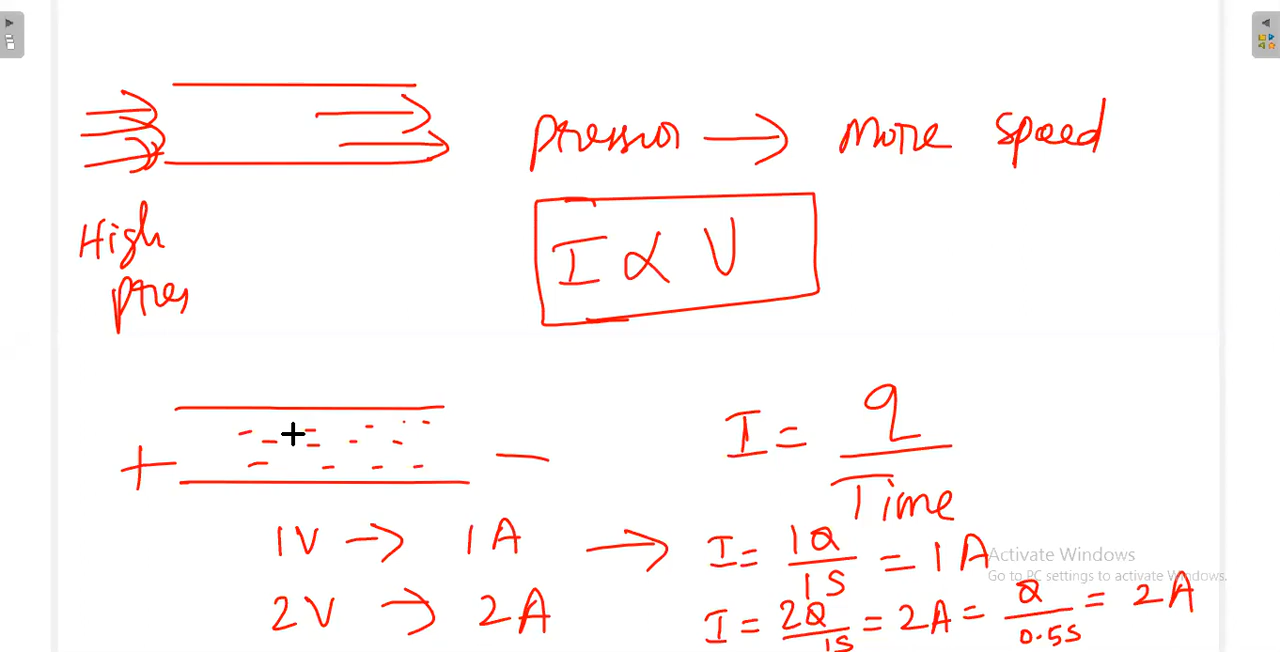 Pressior → More Speed
High
Pres
I ∝ V
+ −
I = q / Time
1V → 1A → I = 1Q / 1S = 1A
2V → 2A I = 2Q / 1S = 2A = Q / 0.5S = 2A
Activate Windows
Go to PC settings to activate Windows.